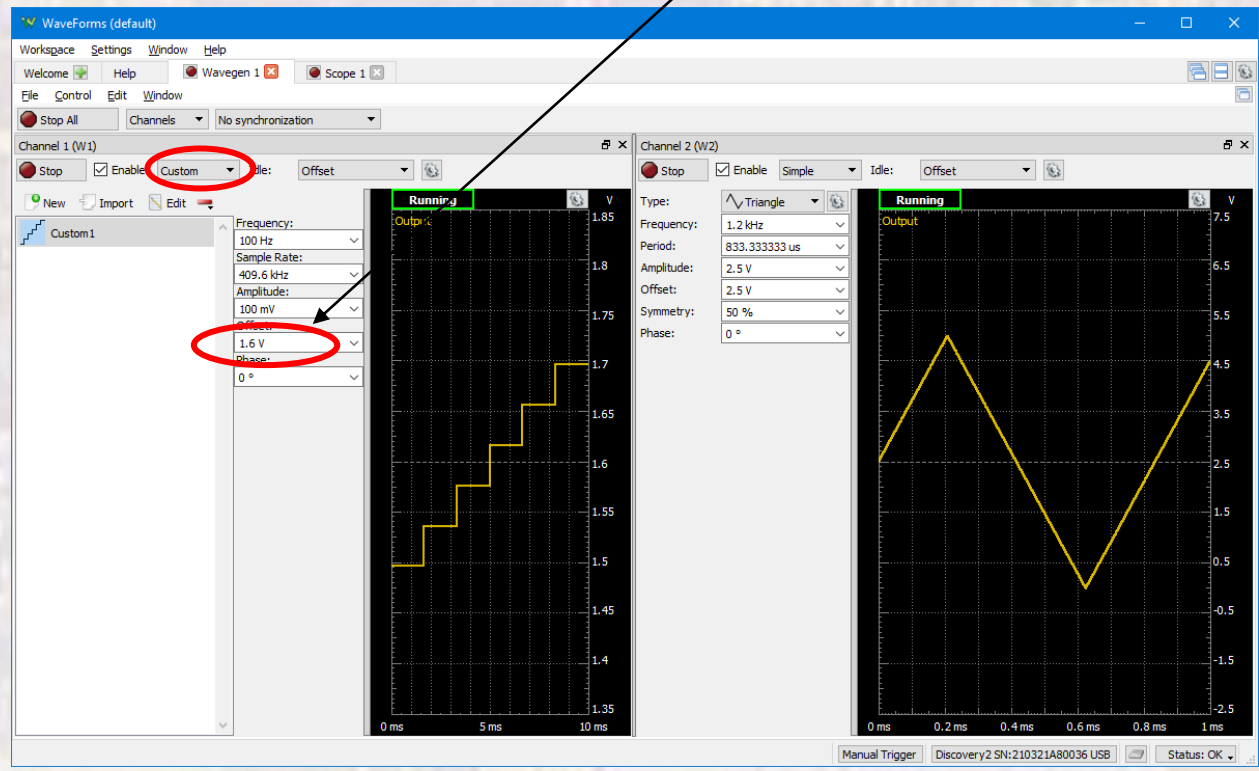 WaveForms (default)
Workspace Settings Window Help
Welcome Help Wavegen 1 Scope 1
File Control Edit Window
Stop All Channels No synchronization
Channel 1 (W1)
Stop Enable Custom Idle: Offset
New Import Edit
Custom1
Frequency:
100 Hz
Sample Rate:
409.6 kHz
Amplitude:
100 mV
Offset:
1.6 V
Phase:
0 °
Running V
Output
1.85
1.8
1.75
1.7
1.65
1.6
1.55
1.5
1.45
1.4
1.35
0 ms 5 ms 10 ms
Channel 2 (W2)
Stop Enable Simple Idle: Offset
Type: Triangle
Frequency: 1.2 kHz
Period: 833.333333 us
Amplitude: 2.5 V
Offset: 2.5 V
Symmetry: 50 %
Phase: 0 °
Running V
Output
7.5
6.5
5.5
4.5
3.5
2.5
1.5
0.5
-0.5
-1.5
-2.5
0 ms 0.2 ms 0.4 ms 0.6 ms 0.8 ms 1 ms
Manual Trigger Discovery2 SN:210321A80036 USB Status: OK